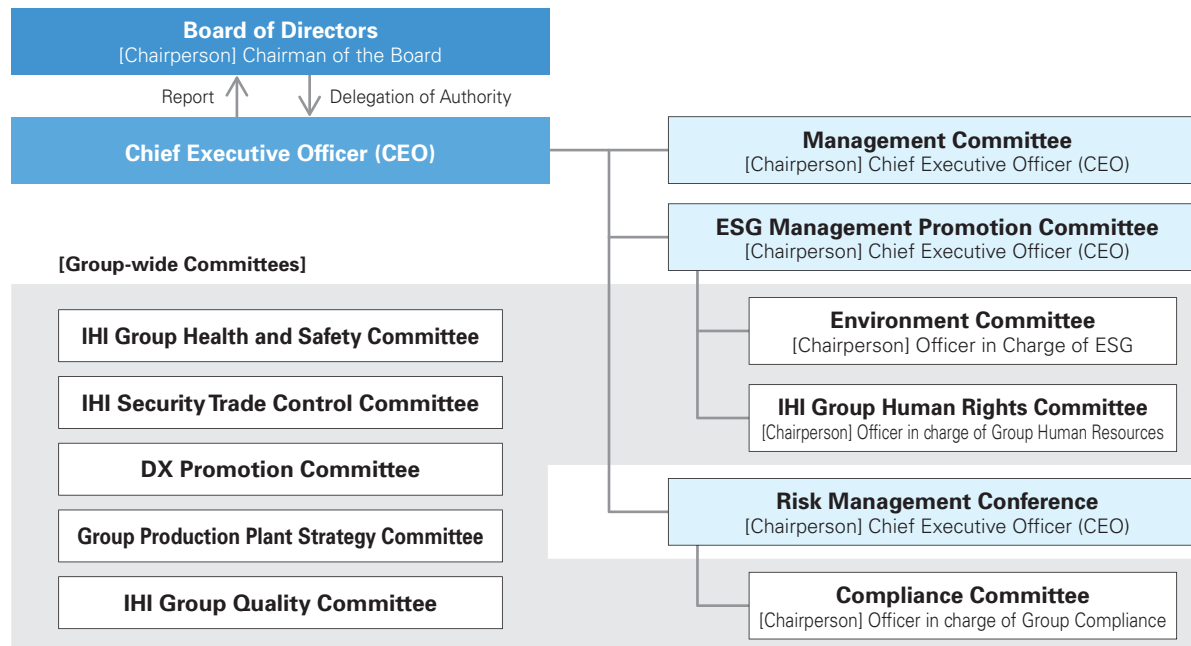 Board of Directors
[Chairperson] Chairman of the Board
Report
Delegation of Authority
Chief Executive Officer (CEO)
Management Committee
[Chairperson] Chief Executive Officer (CEO)
ESG Management Promotion Committee
[Chairperson] Chief Executive Officer (CEO)
[Group-wide Committees]
IHI Group Health and Safety Committee
IHI Security Trade Control Committee
DX Promotion Committee
Group Production Plant Strategy Committee
IHI Group Quality Committee
Environment Committee
[Chairperson] Officer in Charge of ESG
IHI Group Human Rights Committee
[Chairperson] Officer in charge of Group Human Resources
Risk Management Conference
[Chairperson] Chief Executive Officer (CEO)
Compliance Committee
[Chairperson] Officer in charge of Group Compliance